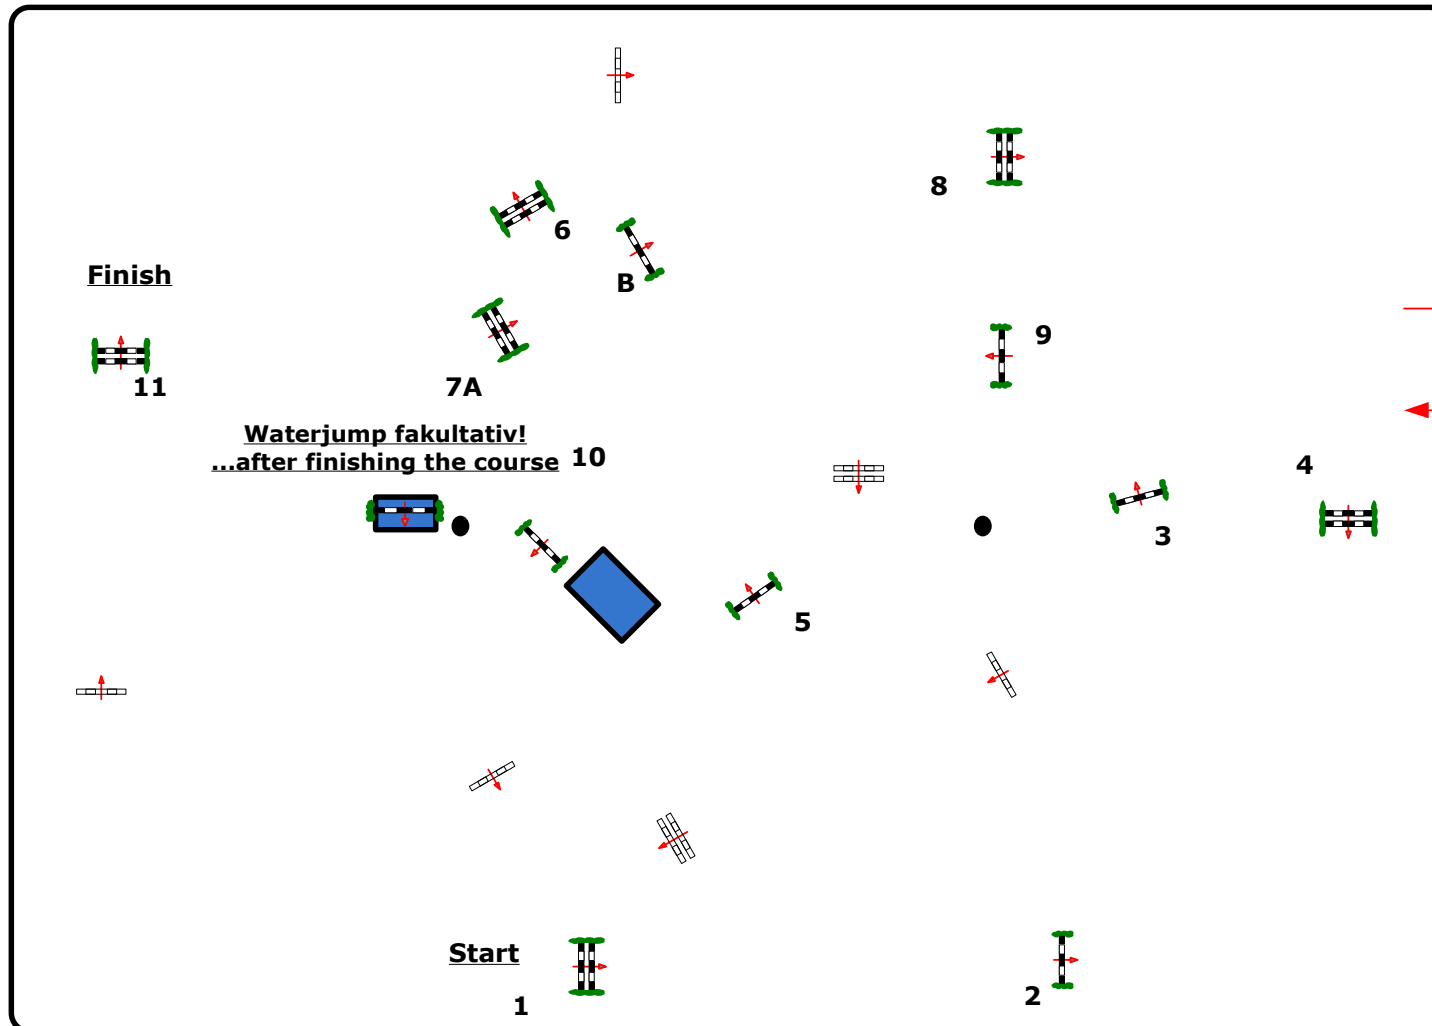 8
6
B
Finish
9
11
7A
Waterjump fakultativ!
...after finishing the course
10
4
3
5
Start
1
2